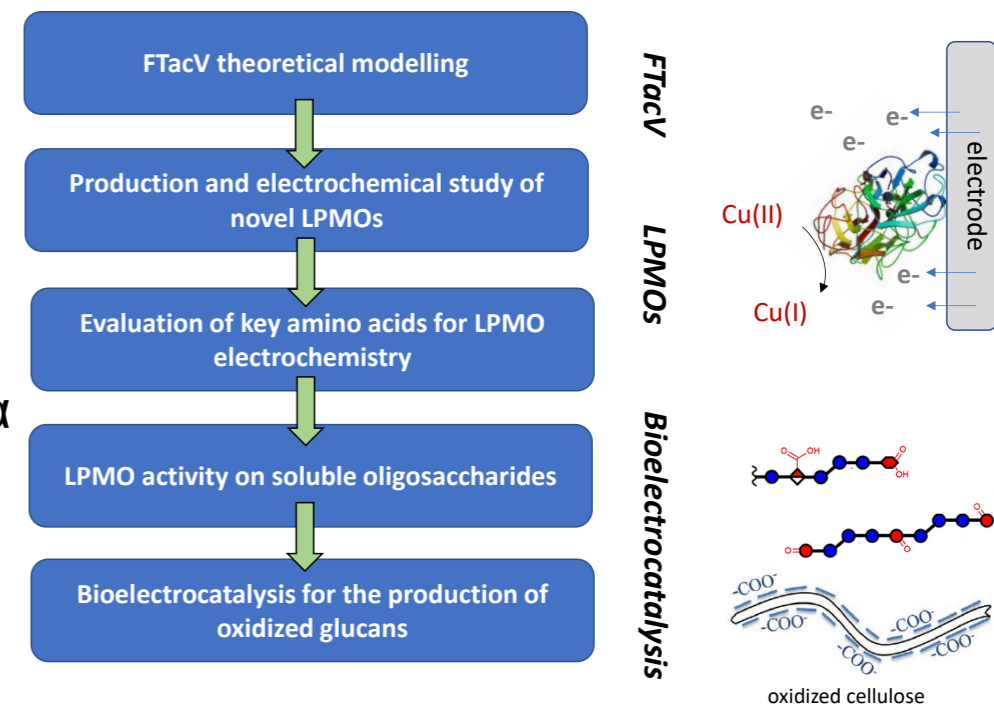 FTacV theoretical modelling
Production and electrochemical study of
novel LPMOs
Evaluation of key amino acids for LPMO
electrochemistry
LPMO activity on soluble oligosaccharides
Bioelectrocatalysis for the production of
oxidized glucans
α
FTacV
LPMOs
Bioelectrocatalysis
e-
e-
e-
Cu(II)
Cu(I)
e-
e-
electrode
O
OH
O
OH
O
O
O
-COO-
-COO-
-COO-
-COO-
-COO-
-COO-
oxidized cellulose